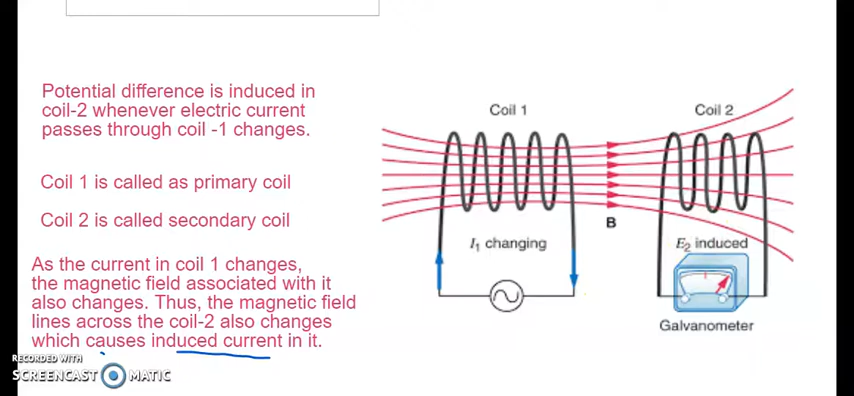 Potential difference is induced in
coil-2 whenever electric current
passes through coil -1 changes.
Coil 1 is called as primary coil
Coil 2 is called secondary coil
As the current in coil 1 changes,
the magnetic field associated with it
also changes. Thus, the magnetic field
lines across the coil-2 also changes
which causes induced current in it.
Coil 1
Coil 2
B
I₁ changing
E₂ induced
Galvanometer
RECORDED WITH
SCREENCAST MATIC